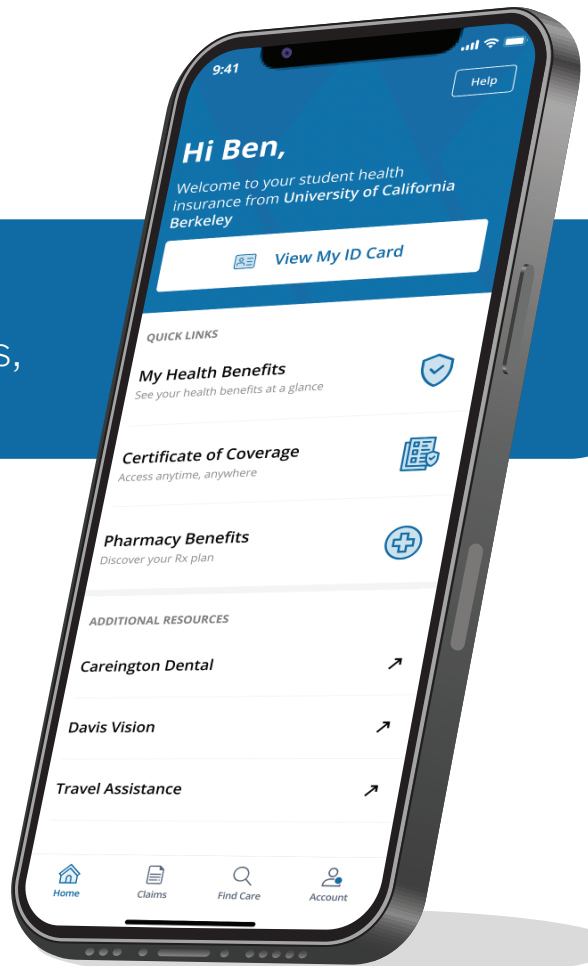 9:41
Help
Hi Ben,
Welcome to your student health
insurance from University of California
Berkeley
View My ID Card
s,
QUICK LINKS
My Health Benefits
See your health benefits at a glance
Certificate of Coverage
Access anytime, anywhere
Pharmacy Benefits
Discover your Rx plan
ADDITIONAL RESOURCES
Careington Dental
Davis Vision
Travel Assistance
Home
Claims
Find Care
Account